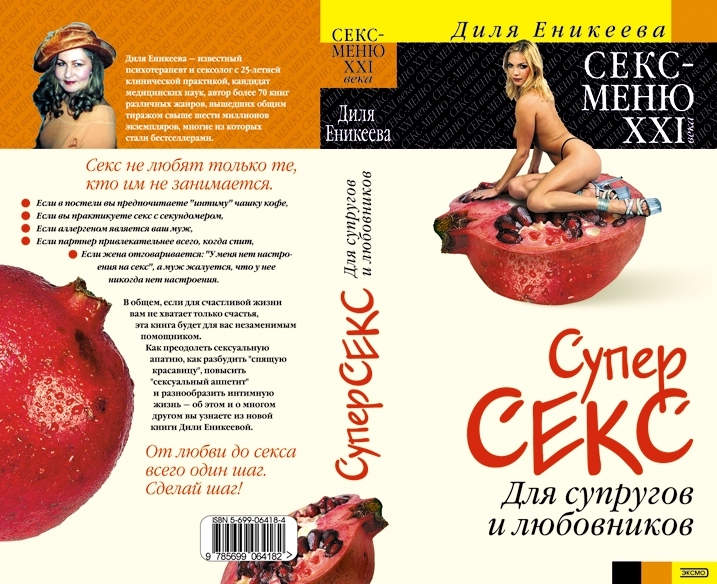 Диля Еникеева – известный
психотерапевт и сексолог с 25-летней
клинической практикой, кандидат
медицинских наук, автор более 70 книг
различных жанров, вышедших общим
тиражом свыше шести миллионов
экземпляров, многие из которых
стали бестселлерами.
Секс не любят только те,
кто им не занимается.
Если в постели вы предпочитаете "интиму" чашку кофе,
Если вы практикуете секс с секундомером,
Если аллергеном является ваш муж,
Если партнер привлекательнее всего, когда спит,
Если жена отговаривается: "У меня нет настро-
ения на секс", а муж жалуется, что у нее
никогда нет настроения.
В общем, если для счастливой жизни
вам не хватает только счастья,
эта книга будет для вас незаменимым
помощником.
Как преодолеть сексуальную
апатию, как разбудить "спящую
красавицу", повысить
"сексуальный аппетит"
и разнообразить интимную
жизнь – об этом и о многом
другом вы узнаете из новой
книги Дили Еникеевой.
От любви до секса
всего один шаг.
Сделай шаг!
ISBN 5-699-06418-4
9 785699 064182 >
СЕКС-
МЕНЮ
XXI
века
Диля
Еникеева
Супер СЕКС
Для супругов
и любовников
Диля Еникеева
СЕКС-
МЕНЮ
XXI
века
Супер
СЕКС
Для супругов
и любовников
ЭКСМО